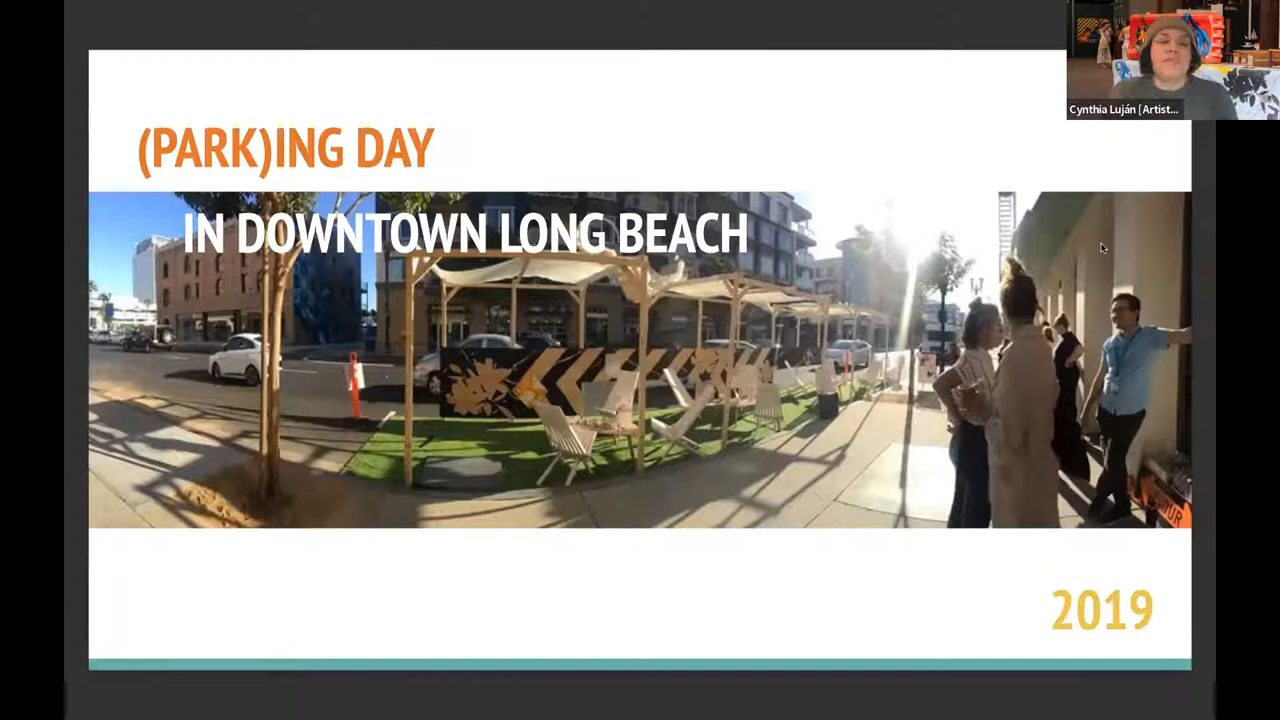 Cynthia Luján [Artist...
(PARK)ING DAY
IN DOWNTOWN LONG BEACH
2019